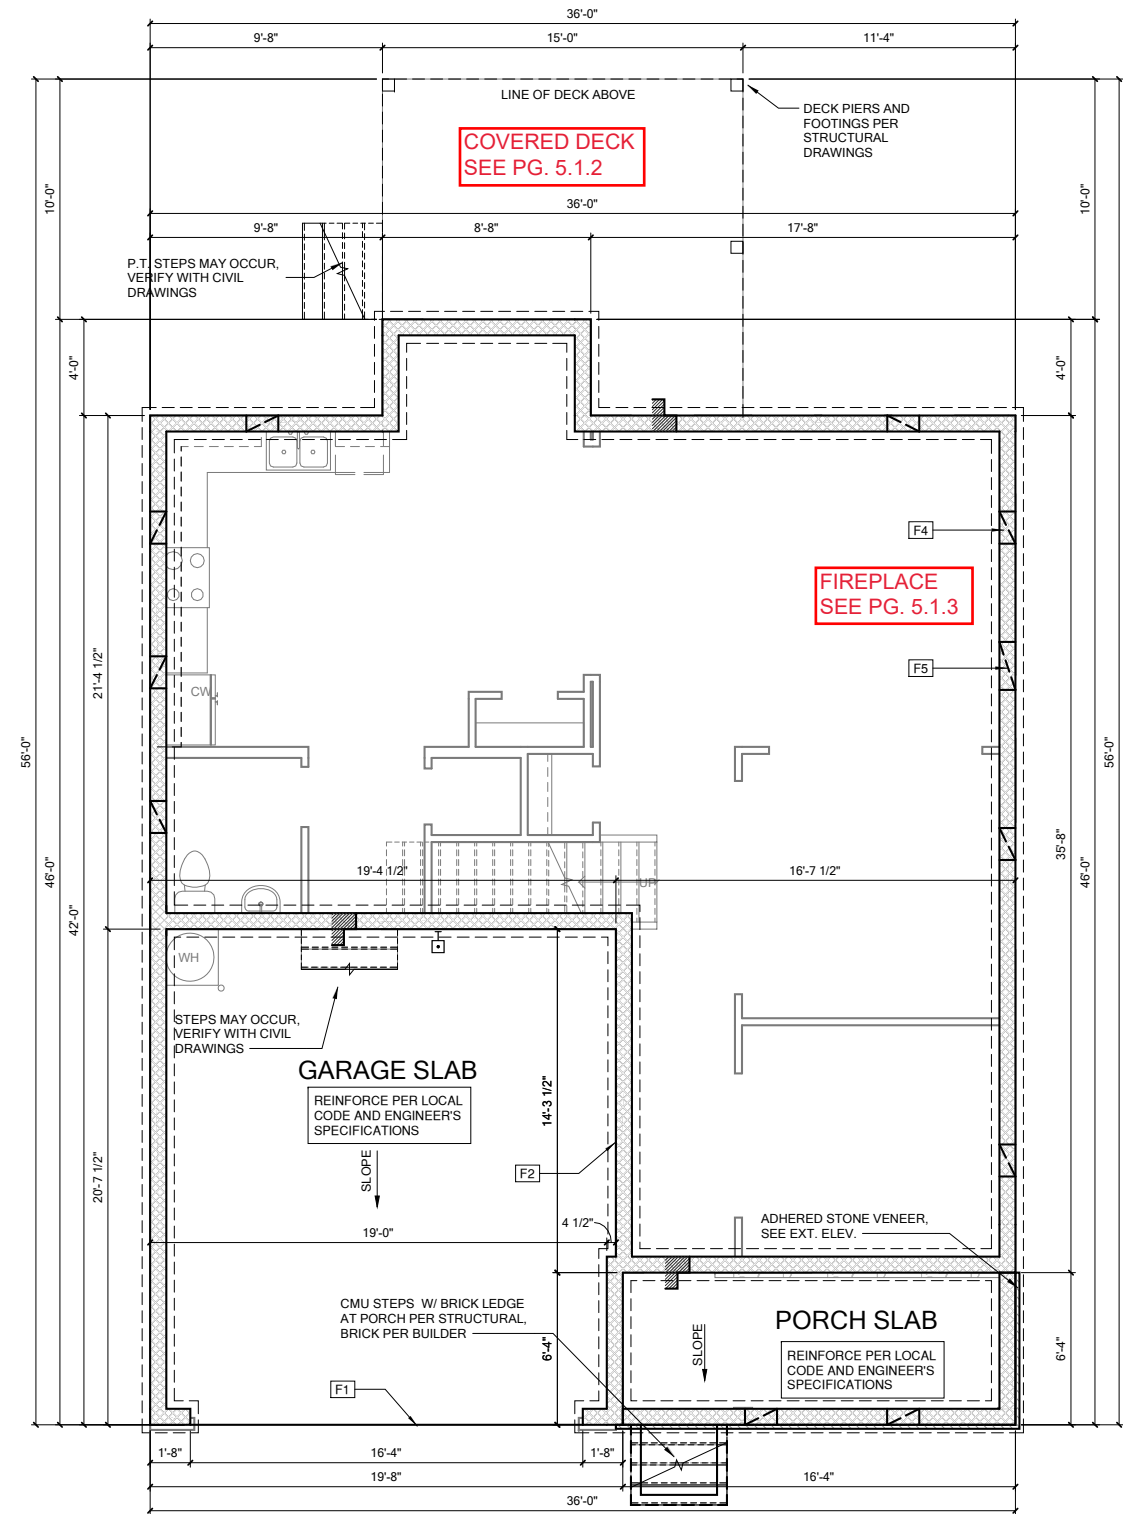 36'-0"
9'-8"
15'-0"
11'-4"
LINE OF DECK ABOVE
DECK PIERS AND
FOOTINGS PER
STRUCTURAL
DRAWINGS
COVERED DECK
SEE PG. 5.1.2
10'-0"
10'-0"
36'-0"
9'-8"
8'-8"
17'-8"
P.T. STEPS MAY OCCUR,
VERIFY WITH CIVIL
DRAWINGS
4'-0"
4'-0"
F4
FIREPLACE
SEE PG. 5.1.3
F5
21'-4 1/2"
CW
56'-0"
56'-0"
46'-0"
42'-0"
35'-8"
46'-0"
19'-4 1/2"
16'-7 1/2"
UP
WH
STEPS MAY OCCUR,
VERIFY WITH CIVIL
DRAWINGS
GARAGE SLAB
REINFORCE PER LOCAL
CODE AND ENGINEER'S
SPECIFICATIONS
SLOPE
14'-3 1/2"
F2
20'-7 1/2"
19'-0"
4 1/2"
ADHERED STONE VENEER,
SEE EXT. ELEV.
CMU STEPS W/ BRICK LEDGE
AT PORCH PER STRUCTURAL,
BRICK PER BUILDER
6'-4"
PORCH SLAB
SLOPE
REINFORCE PER LOCAL
CODE AND ENGINEER'S
SPECIFICATIONS
6'-4"
F1
1'-8"
16'-4"
1'-8"
19'-8"
16'-4"
36'-0"